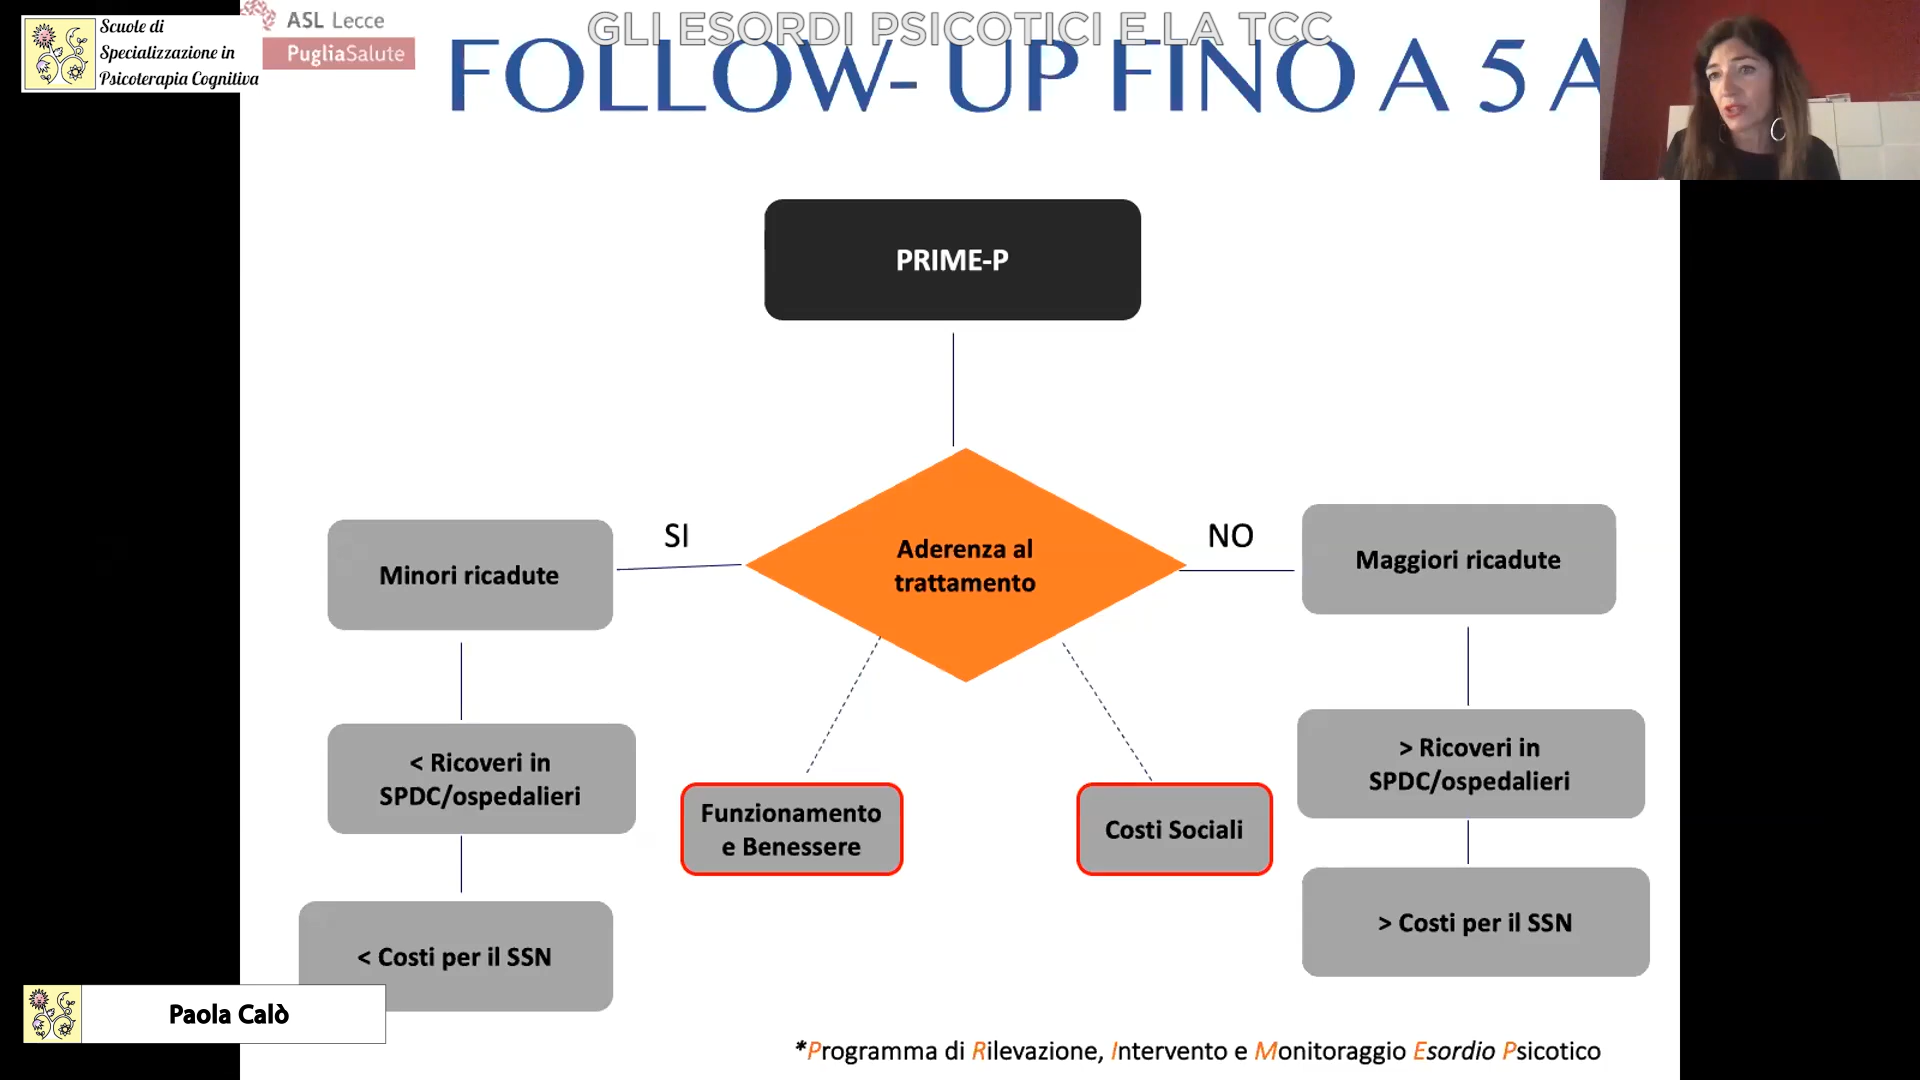 Scuole di
Specializzazione in
Psicoterapia Cognitiva
ASL Lecce
PugliaSalute
GLI ESORDI PSICOTICI E LA TCC
FOLLOW- UP FINO A 5 A
PRIME-P
SI
Aderenza al
trattamento
NO
Minori ricadute
Maggiori ricadute
< Ricoveri in
SPDC/ospedalieri
Funzionamento
e Benessere
Costi Sociali
> Ricoveri in
SPDC/ospedalieri
< Costi per il SSN
> Costi per il SSN
Paola Calò
*Programma di Rilevazione, Intervento e Monitoraggio Esordio Psicotico